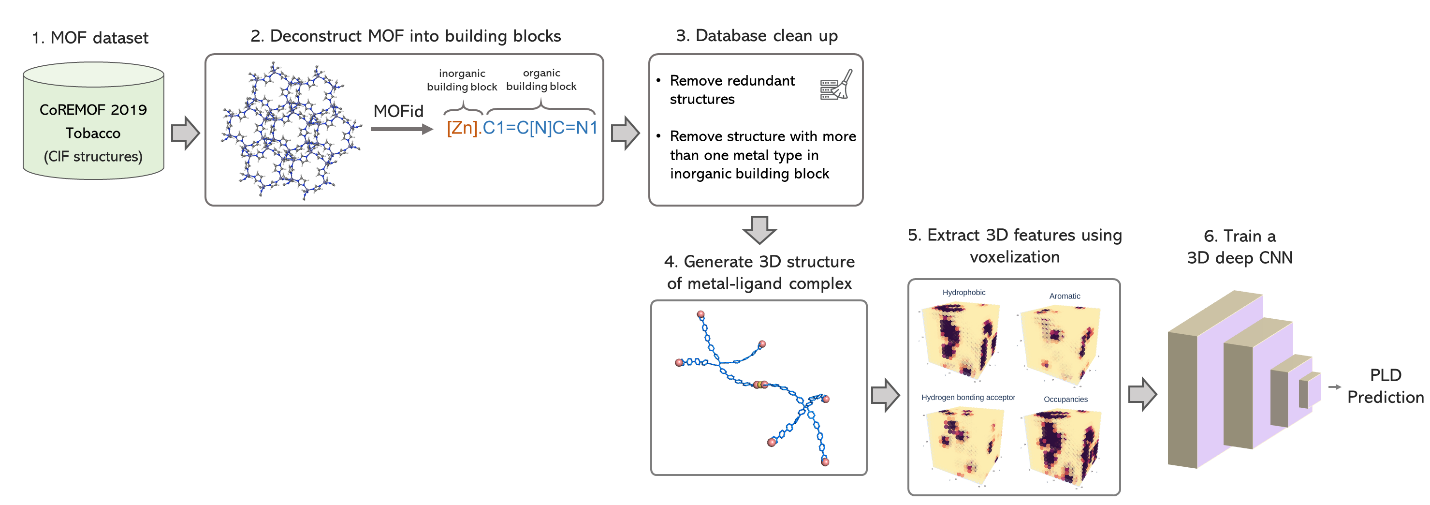 1. MOF dataset
CoREMOF 2019
Tobacco
(CIF structures)
2. Deconstruct MOF into building blocks
MOFid
inorganic
building block
organic
building block
[Zn].C1=C[N]C=N1
3. Database clean up
• Remove redundant
structures
• Remove structure with more
than one metal type in
inorganic building block
4. Generate 3D structure
of metal-ligand complex
5. Extract 3D features using
voxelization
Hydrophobic
Aromatic
Hydrogen bonding acceptor
Occupancies
6. Train a
3D deep CNN
PLD
Prediction